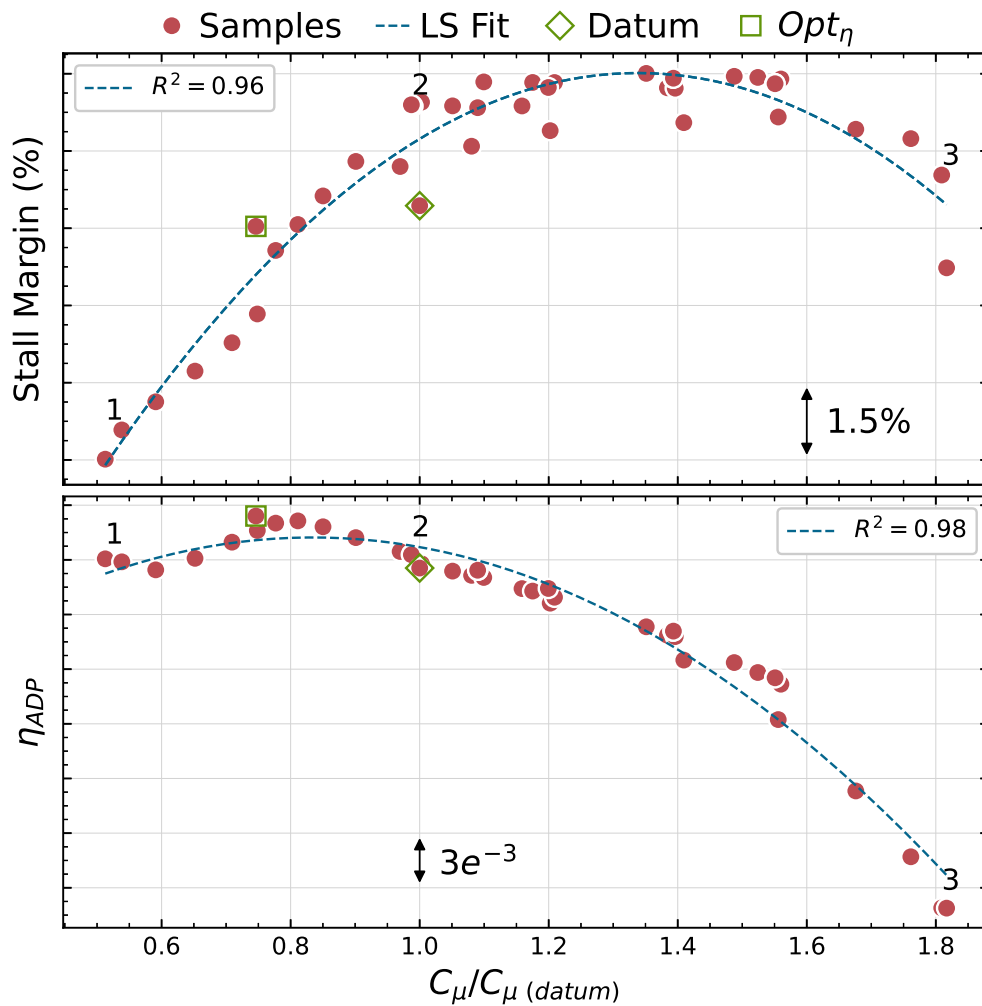 Samples LS Fit Datum Opt_η
R² = 0.96
2
3
1
Stall Margin (%)
1.5%
1
2
R² = 0.98
η_ADP
3e⁻³
3
0.6 0.8 1.0 1.2 1.4 1.6 1.8
C_μ/C_μ (datum)